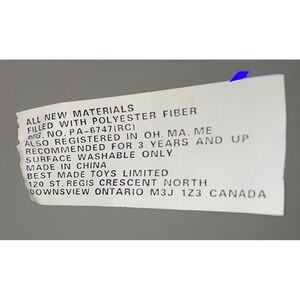 ALL NEW MATERIALS
FILLED WITH POLYESTER FIBER
REG. NO. PA-6747(RC)
ALSO REGISTERED IN OH. MA. ME
RECOMMENDED FOR 3 YEARS AND UP
SURFACE WASHABLE ONLY
MADE IN CHINA
BEST MADE TOYS LIMITED
120 ST. REGIS CRESCENT NORTH
DOWNSVIEW ONTARIO M3J 1Z3 CANADA